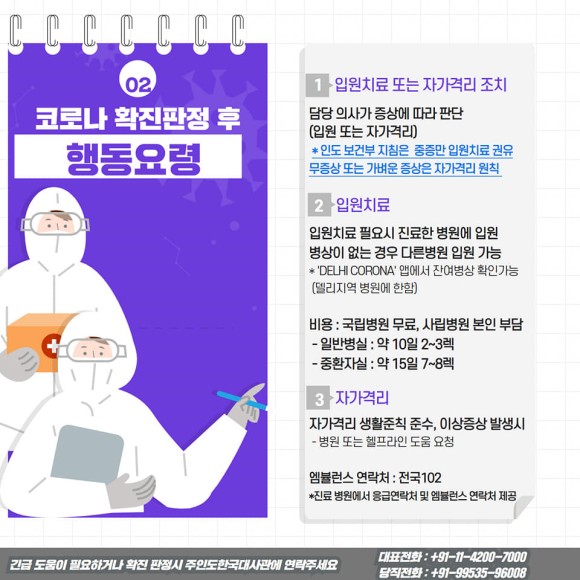 02
코로나 확진판정 후
행동요령
1 입원치료 또는 자가격리 조치
담당 의사가 증상에 따라 판단
(입원 또는 자가격리)
* 인도 보건부 지침은 중증만 입원치료 권유
무증상 또는 가벼운 증상은 자가격리 원칙
2 입원치료
입원치료 필요시 진료한 병원에 입원
병상이 없는 경우 다른병원 입원 가능
* 'DELHI CORONA' 앱에서 잔여병상 확인가능
(델리지역 병원에 한함)
비용 : 국립병원 무료, 사립병원 본인 부담
- 일반병실 : 약 10일 2~3렉
- 중환자실 : 약 15일 7~8렉
3 자가격리
자가격리 생활준칙 준수, 이상증상 발생시
- 병원 또는 헬프라인 도움 요청
엠뷸런스 연락처 : 전국102
*진료 병원에서 응급연락처 및 엠뷸런스 연락처 제공
긴급 도움이 필요하거나 확진 판정시 주인도한국대사관에 연락주세요
대표전화 : +91-11-4200-7000
당직전화 : +91-99535-96008